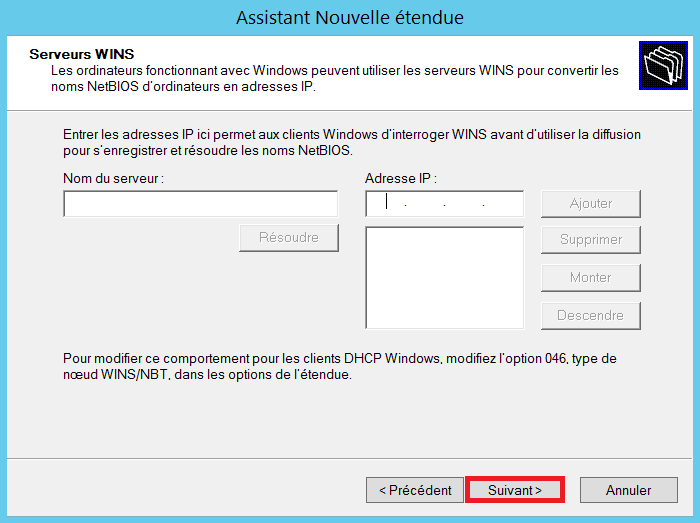 Assistant Nouvelle étendue
Serveurs WINS
Les ordinateurs fonctionnant avec Windows peuvent utiliser les serveurs WINS pour convertir les
noms NetBIOS d'ordinateurs en adresses IP.
Entrer les adresses IP ici permet aux clients Windows d'interroger WINS avant d'utiliser la diffusion
pour s'enregistrer et résoudre les noms NetBIOS.
Nom du serveur :
Adresse IP :
. . .
Ajouter
Résoudre
Supprimer
Monter
Descendre
Pour modifier ce comportement pour les clients DHCP Windows, modifiez l'option 046, type de
nœud WINS/NBT, dans les options de l'étendue.
< Précédent
Suivant >
Annuler